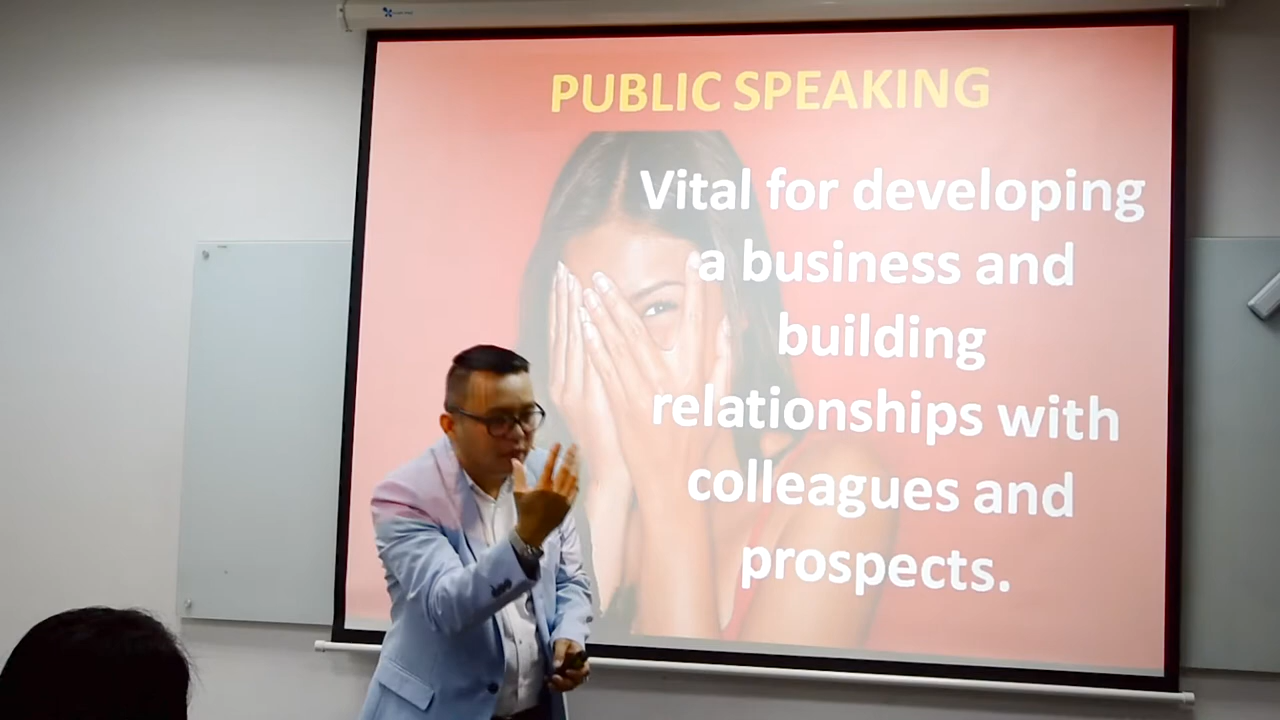 PUBLIC SPEAKING
Vital for developing
a business and
building
relationships with
colleagues and
prospects.